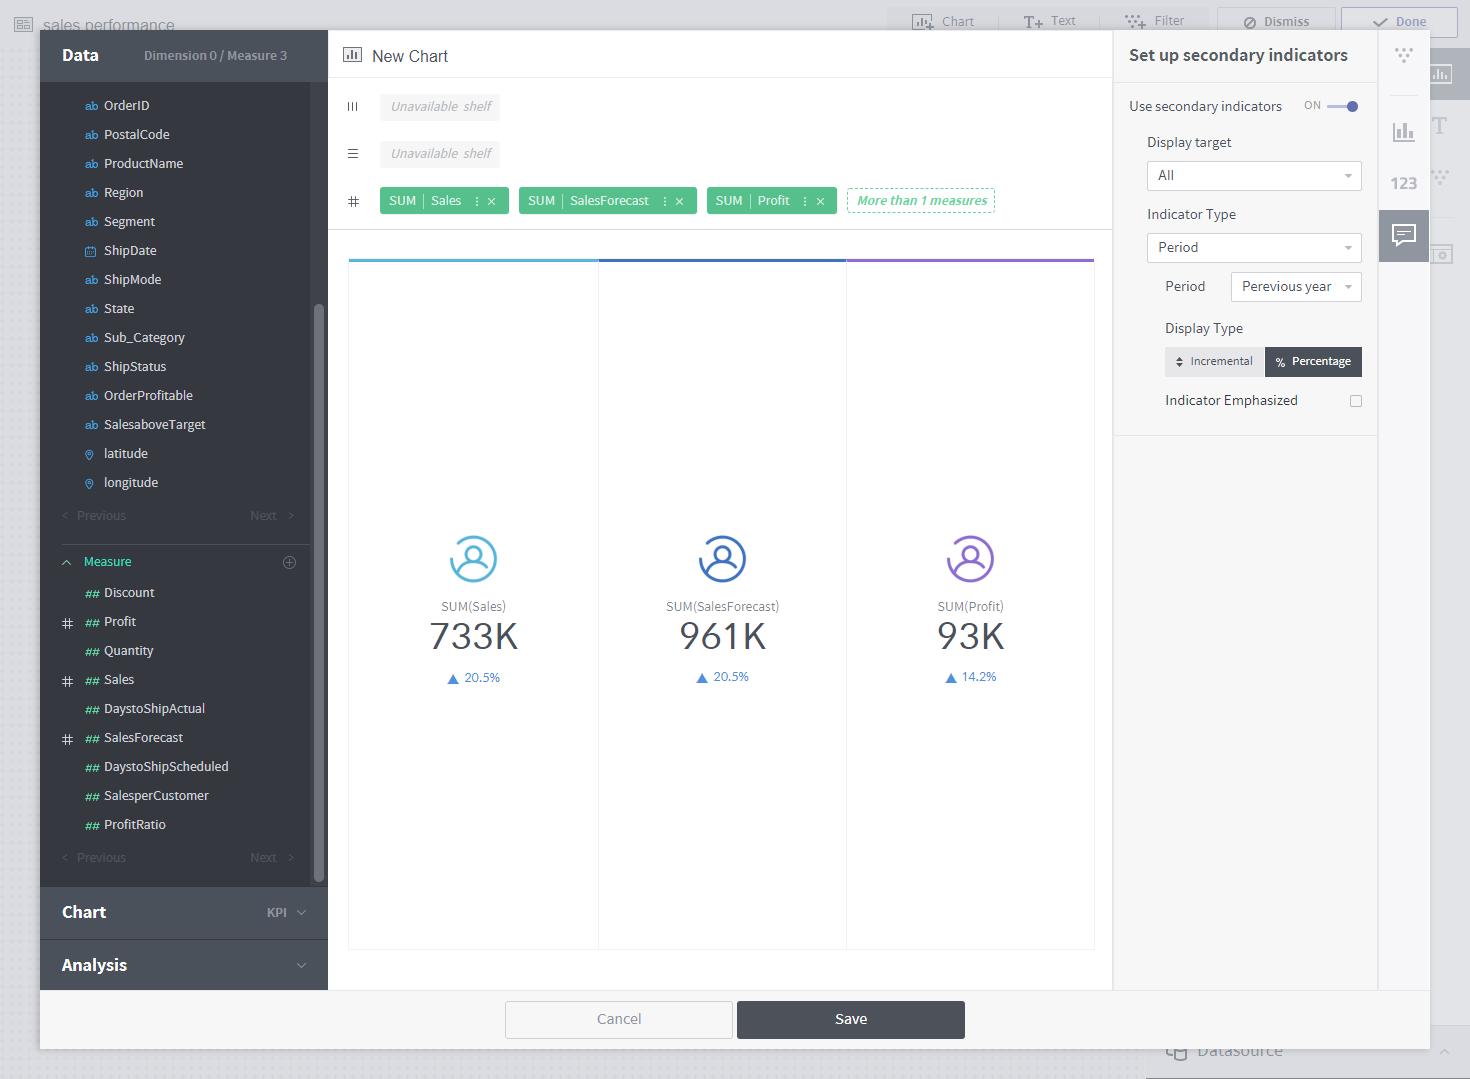 sales performance
Chart
Text
Filter
Dismiss
Done
Data
Dimension 0 / Measure 3
ab OrderID
ab PostalCode
ab ProductName
ab Region
ab Segment
ShipDate
ab ShipMode
ab State
ab Sub_Category
ab ShipStatus
ab OrderProfitable
ab SalesaboveTarget
latitude
longitude
< Previous
Next >
Measure
## Discount
# ## Profit
## Quantity
# ## Sales
## DaystoShipActual
# ## SalesForecast
## DaystoShipScheduled
## SalesperCustomer
## ProfitRatio
< Previous
Next >
Chart
KPI
Analysis
New Chart
Unavailable shelf
Unavailable shelf
#
SUM | Sales
SUM | SalesForecast
SUM | Profit
More than 1 measures
SUM(Sales)
733K
▲ 20.5%
SUM(SalesForecast)
961K
▲ 20.5%
SUM(Profit)
93K
▲ 14.2%
Set up secondary indicators
Use secondary indicators
ON
Display target
All
Indicator Type
Period
Period
Perevious year
Display Type
Incremental
% Percentage
Indicator Emphasized
123
T
Cancel
Save
Datasource